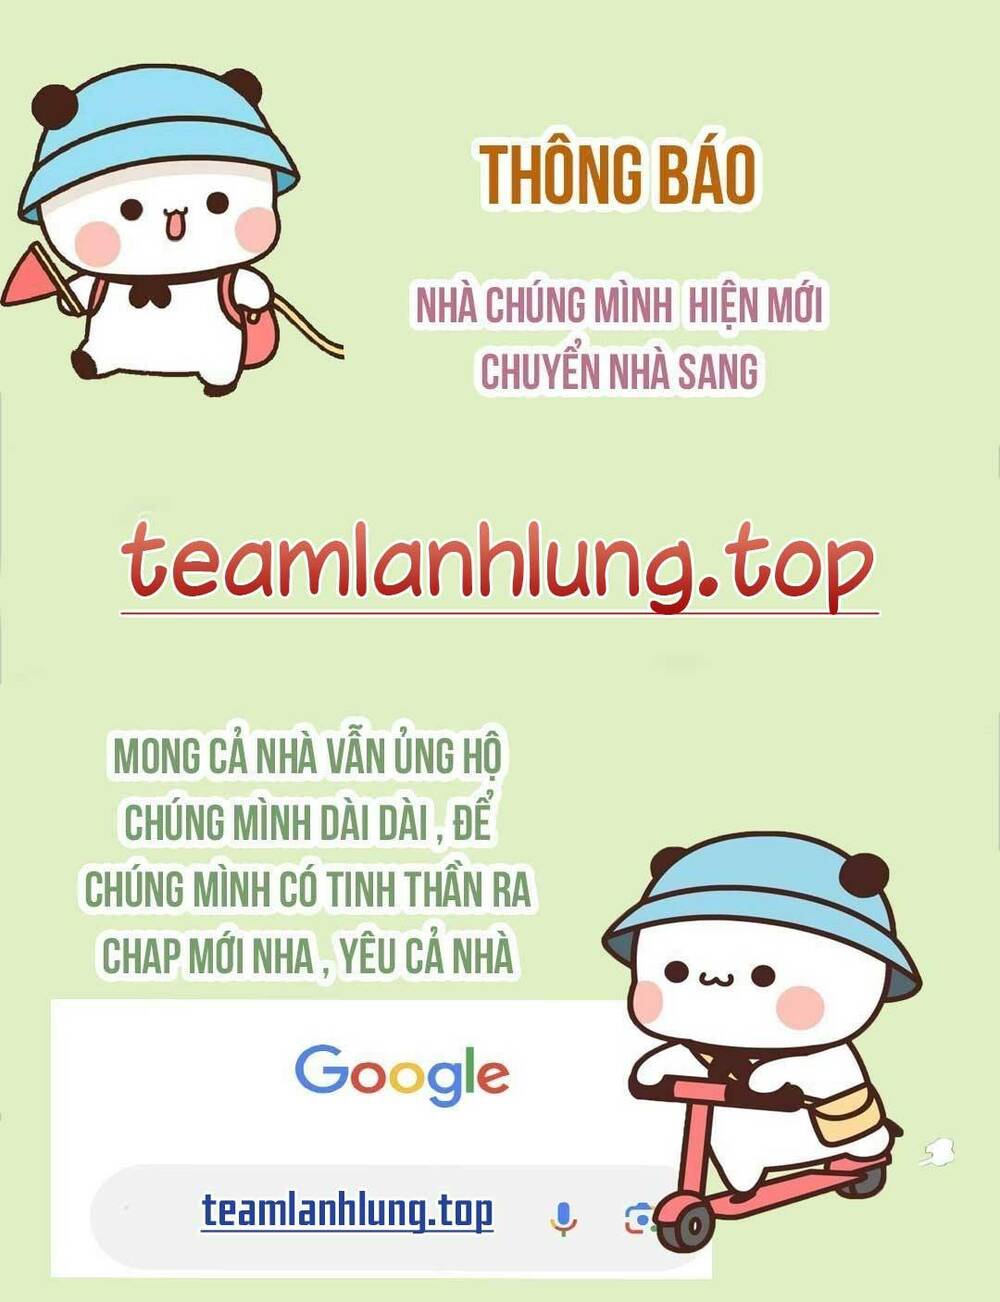 THÔNG BÁO
NHÀ CHÚNG MÌNH HIỆN MỚI
CHUYỂN NHÀ SANG
teamlanhlung.top
MONG CẢ NHÀ VẪN ỦNG HỘ
CHÚNG MÌNH DÀI DÀI , ĐỂ
CHÚNG MÌNH CÓ TINH THẦN RA
CHAP MỚI NHA , YÊU CẢ NHÀ
Google
teamlanhlung.top